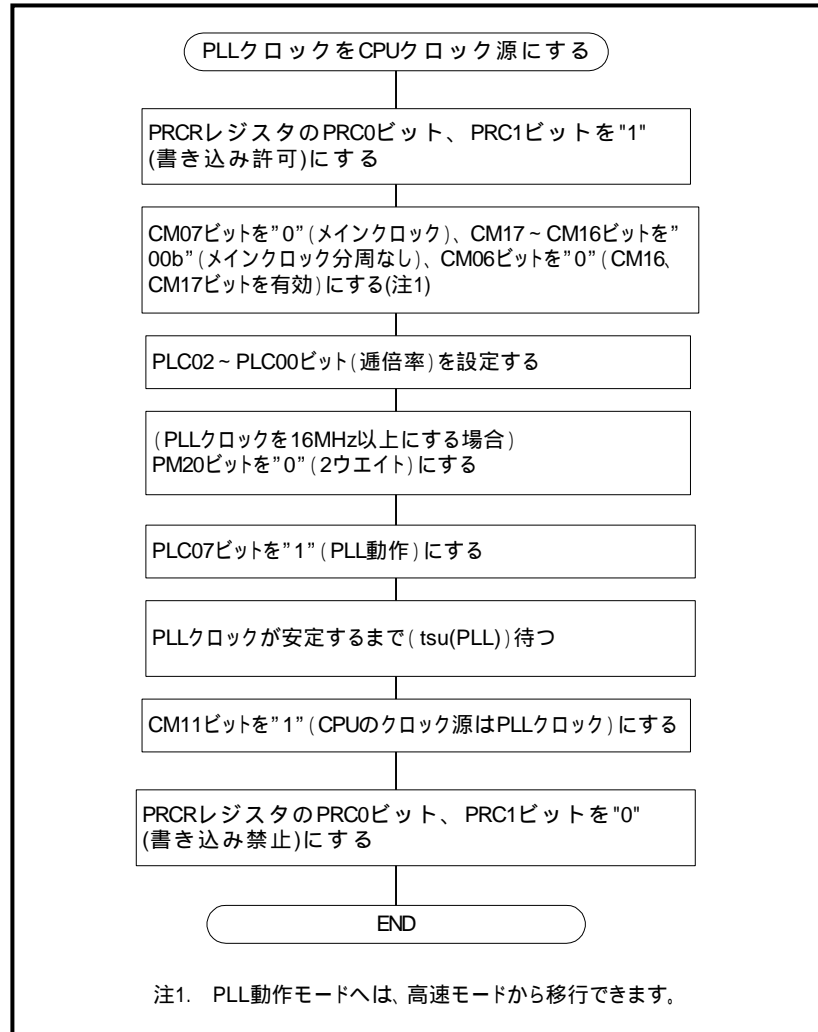 PLLクロックをCPUクロック源にする
PRCRレジスタのPRC0ビット、PRC1ビットを"1"
(書き込み許可)にする
CM07ビットを”0”(メインクロック)、CM17～CM16ビットを”
00b”(メインクロック分周なし)、CM06ビットを”0”(CM16、
CM17ビットを有効)にする(注1)
PLC02～PLC00ビット(逓倍率)を設定する
(PLLクロックを16MHz以上にする場合)
PM20ビットを”0”(2ウエイト)にする
PLC07ビットを”1”(PLL動作)にする
PLLクロックが安定するまで(tsu(PLL))待つ
CM11ビットを”1”(CPUのクロック源はPLLクロック)にする
PRCRレジスタのPRC0ビット、PRC1ビットを"0"
(書き込み禁止)にする
END
注1. PLL動作モードへは、高速モードから移行できます。